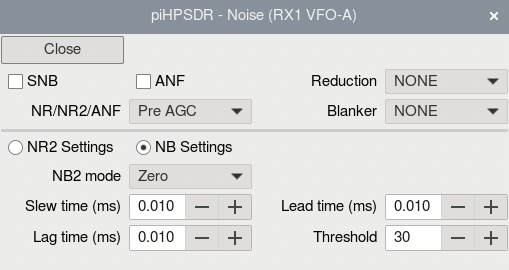 piHPSDR - Noise (RX1 VFO-A) ×
Close
SNB ANF Reduction NONE
NR/NR2/ANF Pre AGC Blanker NONE
NR2 Settings NB Settings
NB2 mode Zero
Slew time (ms) 0.010 − + Lead time (ms) 0.010 − +
Lag time (ms) 0.010 − + Threshold 30 − +